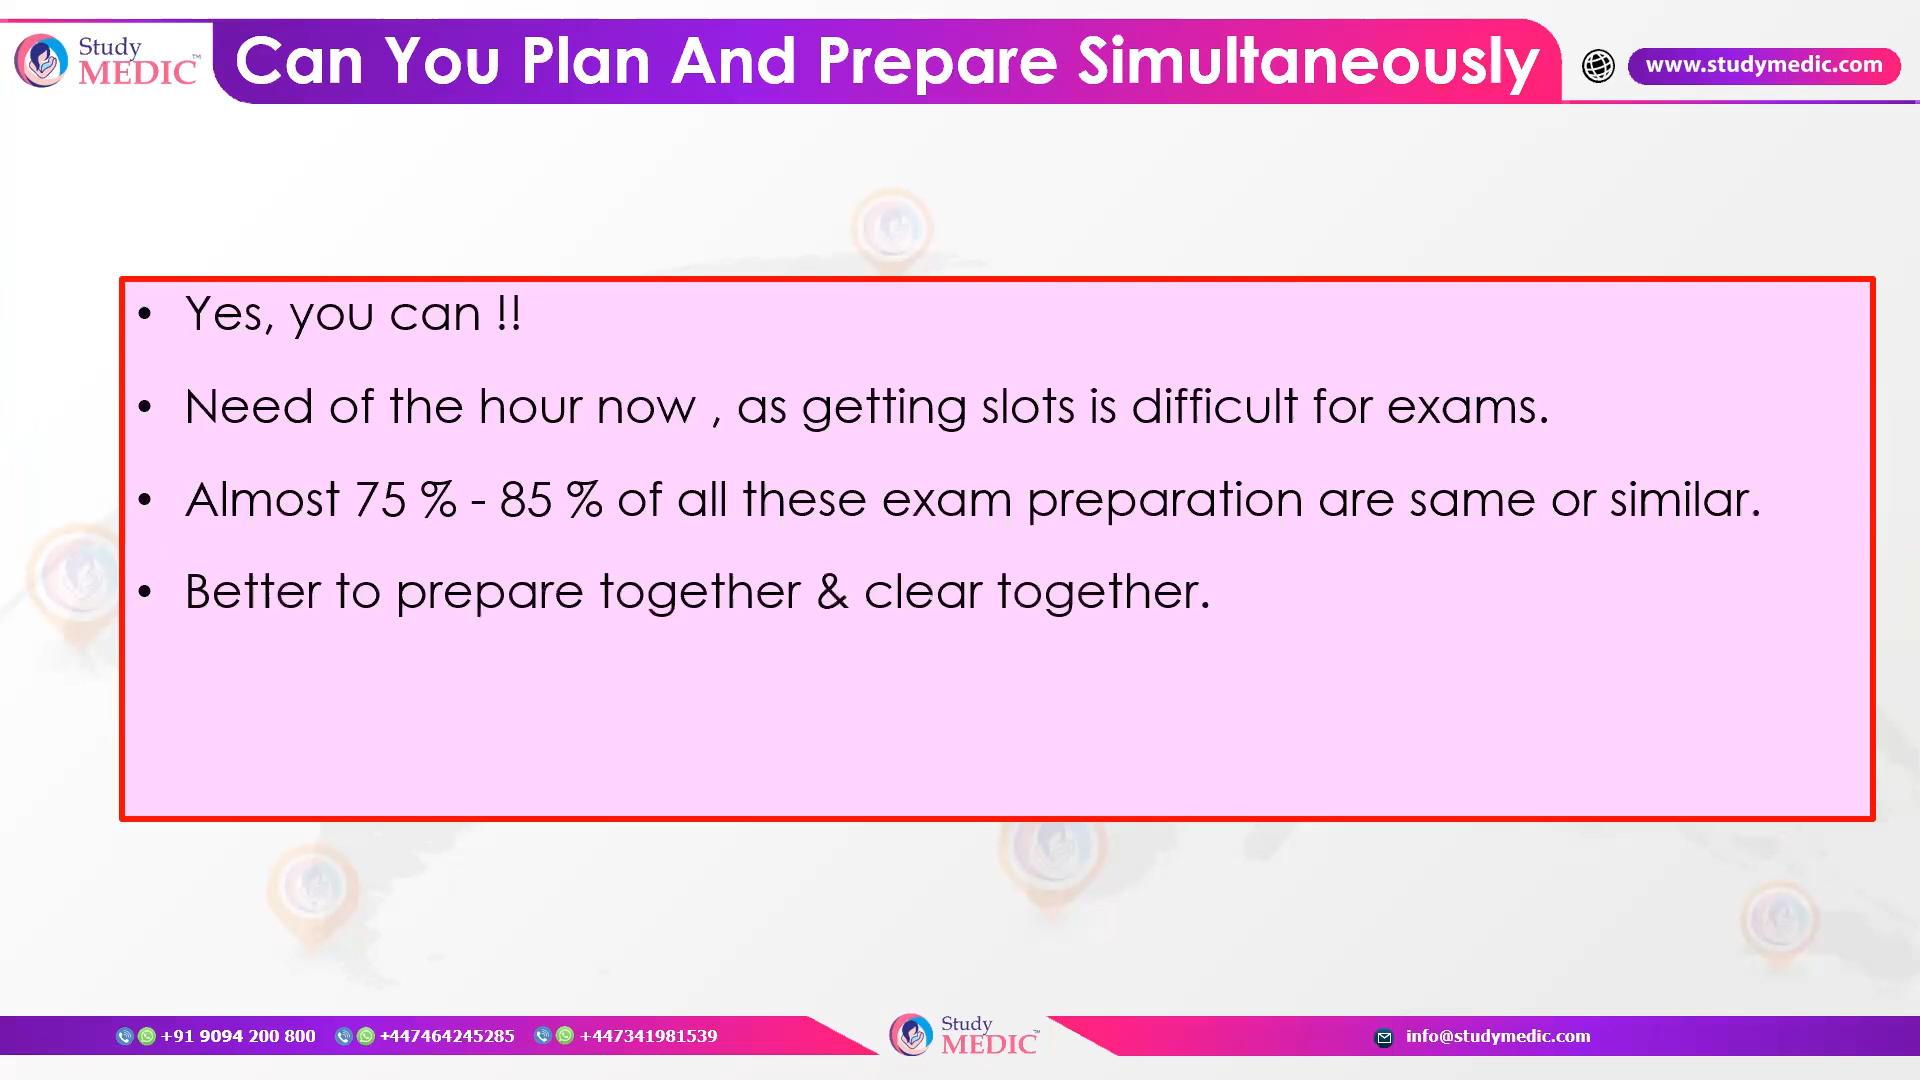 Study
MEDIC™
Can You Plan And Prepare Simultaneously
www.studymedic.com
• Yes, you can !!
• Need of the hour now , as getting slots is difficult for exams.
• Almost 75 % - 85 % of all these exam preparation are same or similar.
• Better to prepare together & clear together.
+91 9094 200 800
+447464245285
+447341981539
Study
MEDIC™
info@studymedic.com